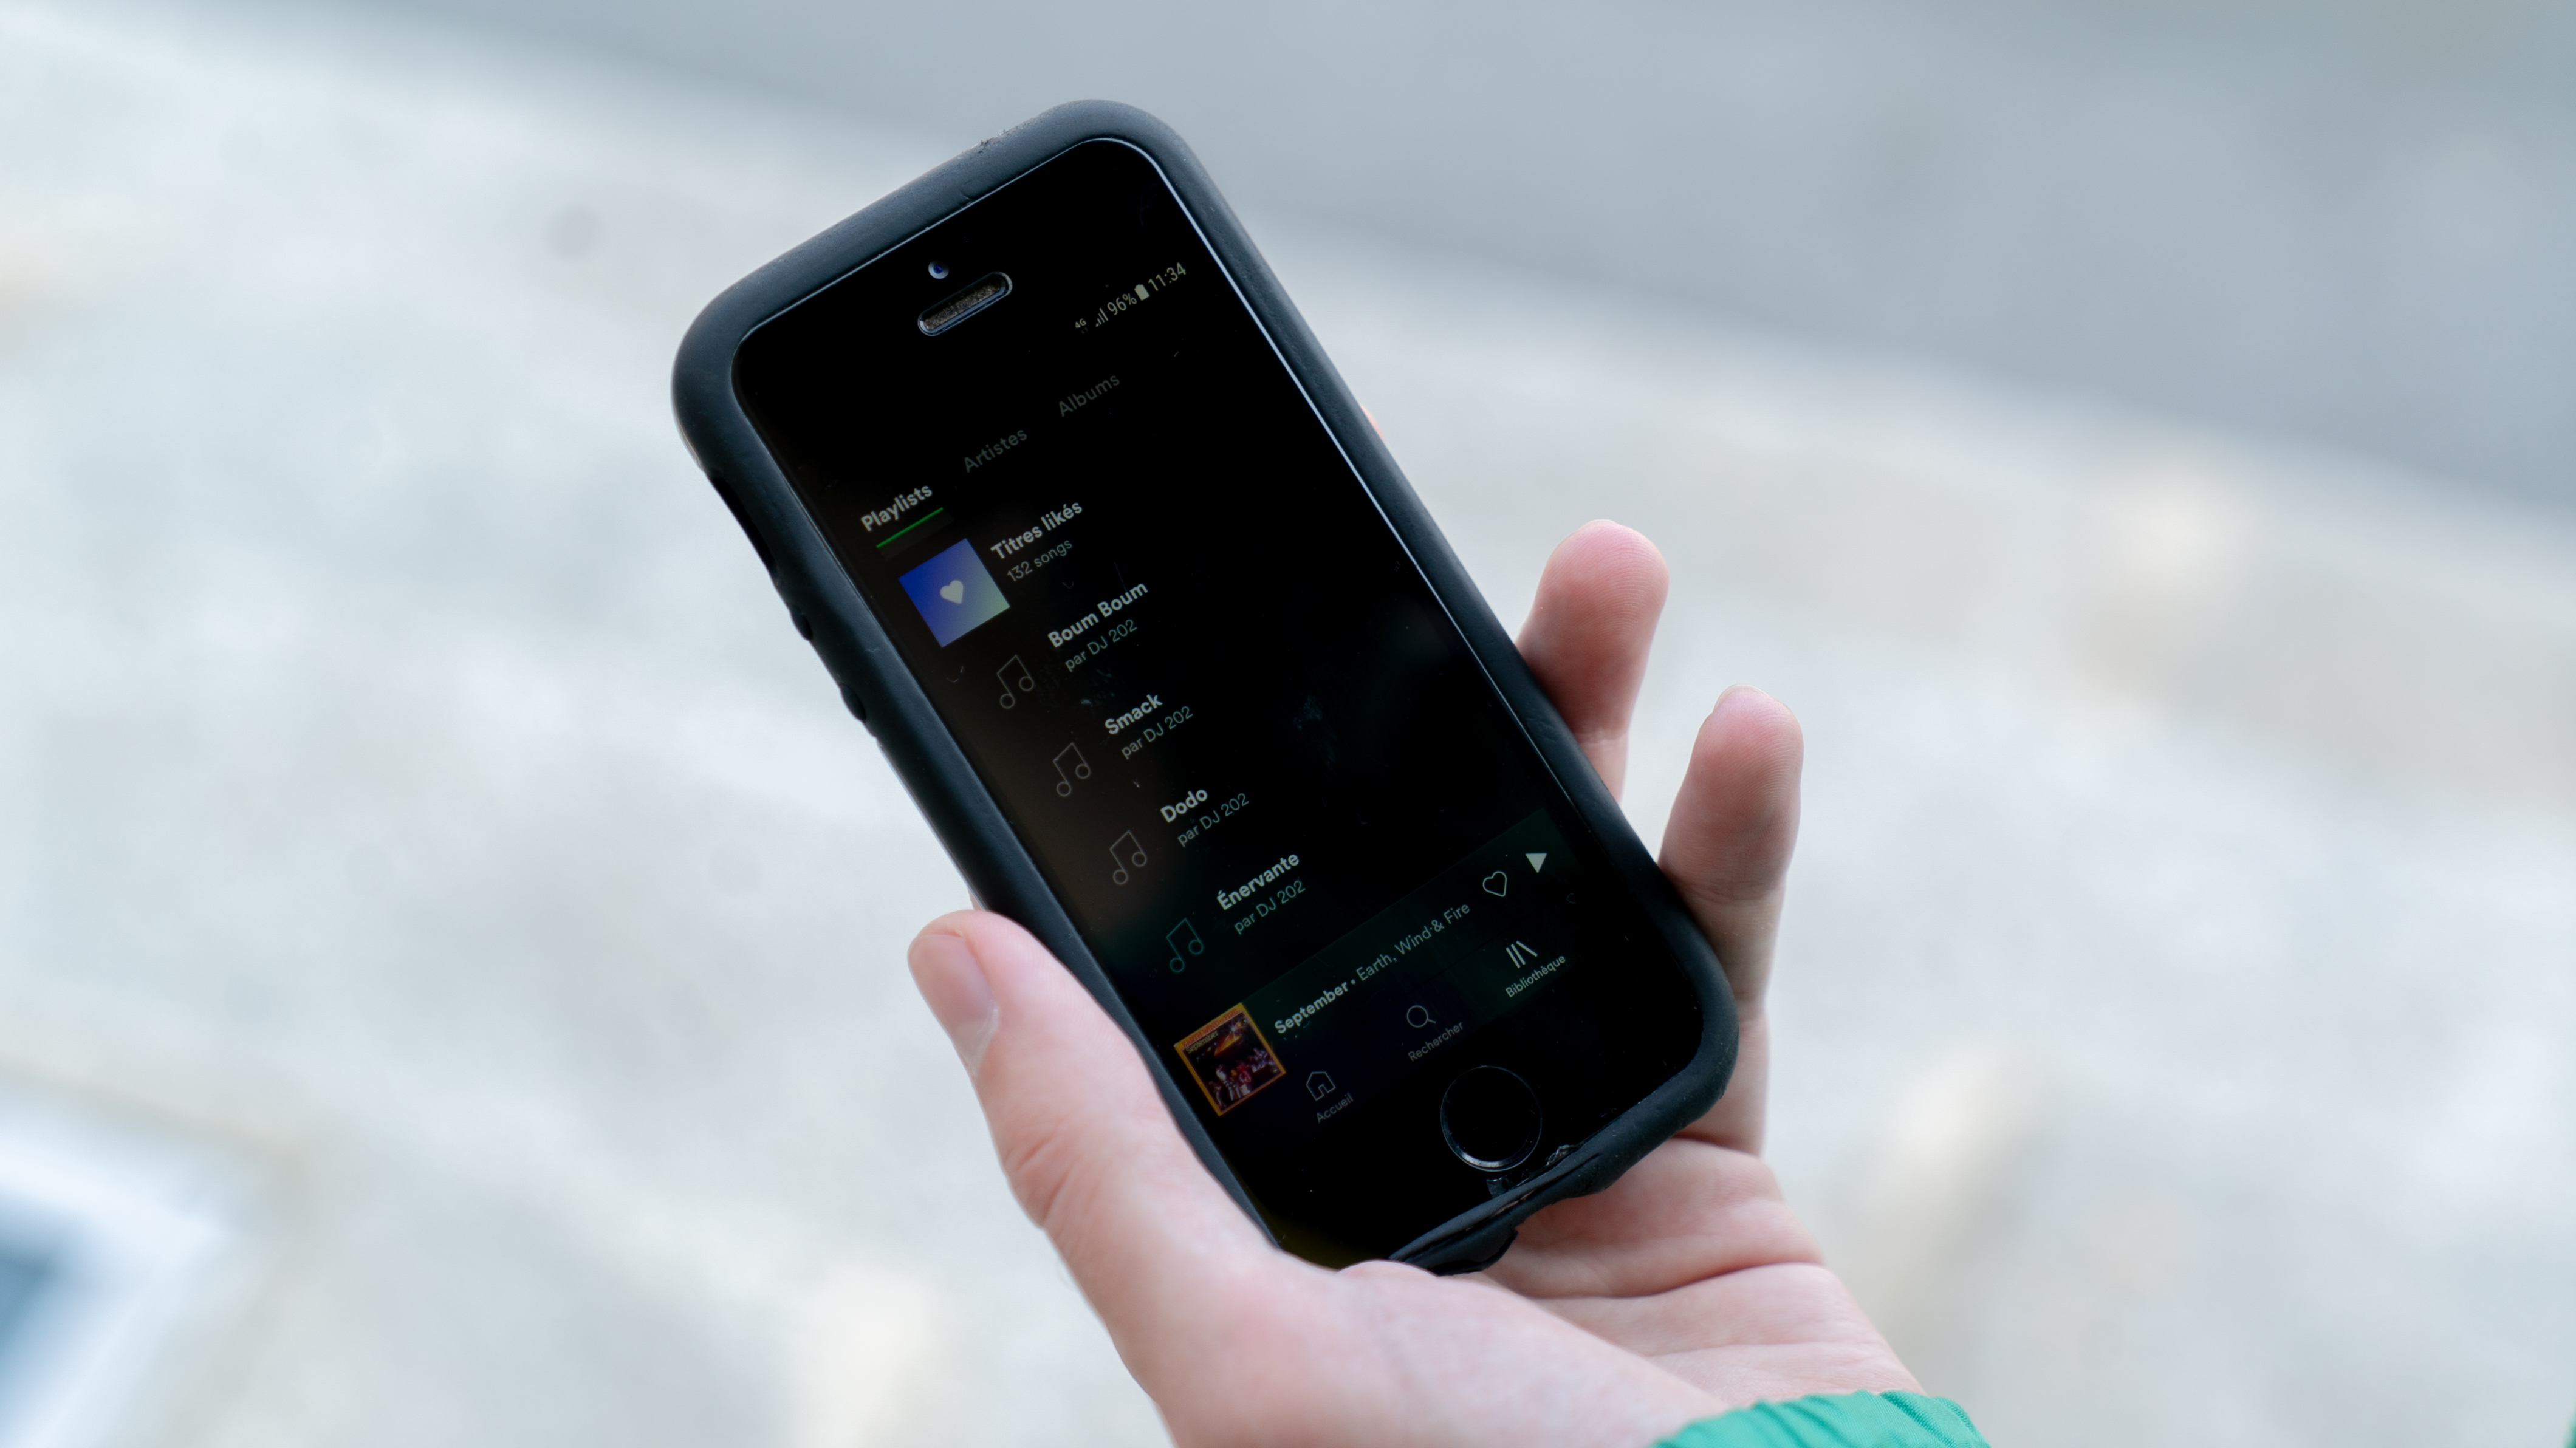 4G 96% 11:34
Playlists Artistes Albums
Titres likés
132 songs
Boum Boum
par DJ 202
Smack
par DJ 202
Dodo
par DJ 202
Énervante
par DJ 202
September • Earth, Wind & Fire
Accueil Rechercher Bibliothèque